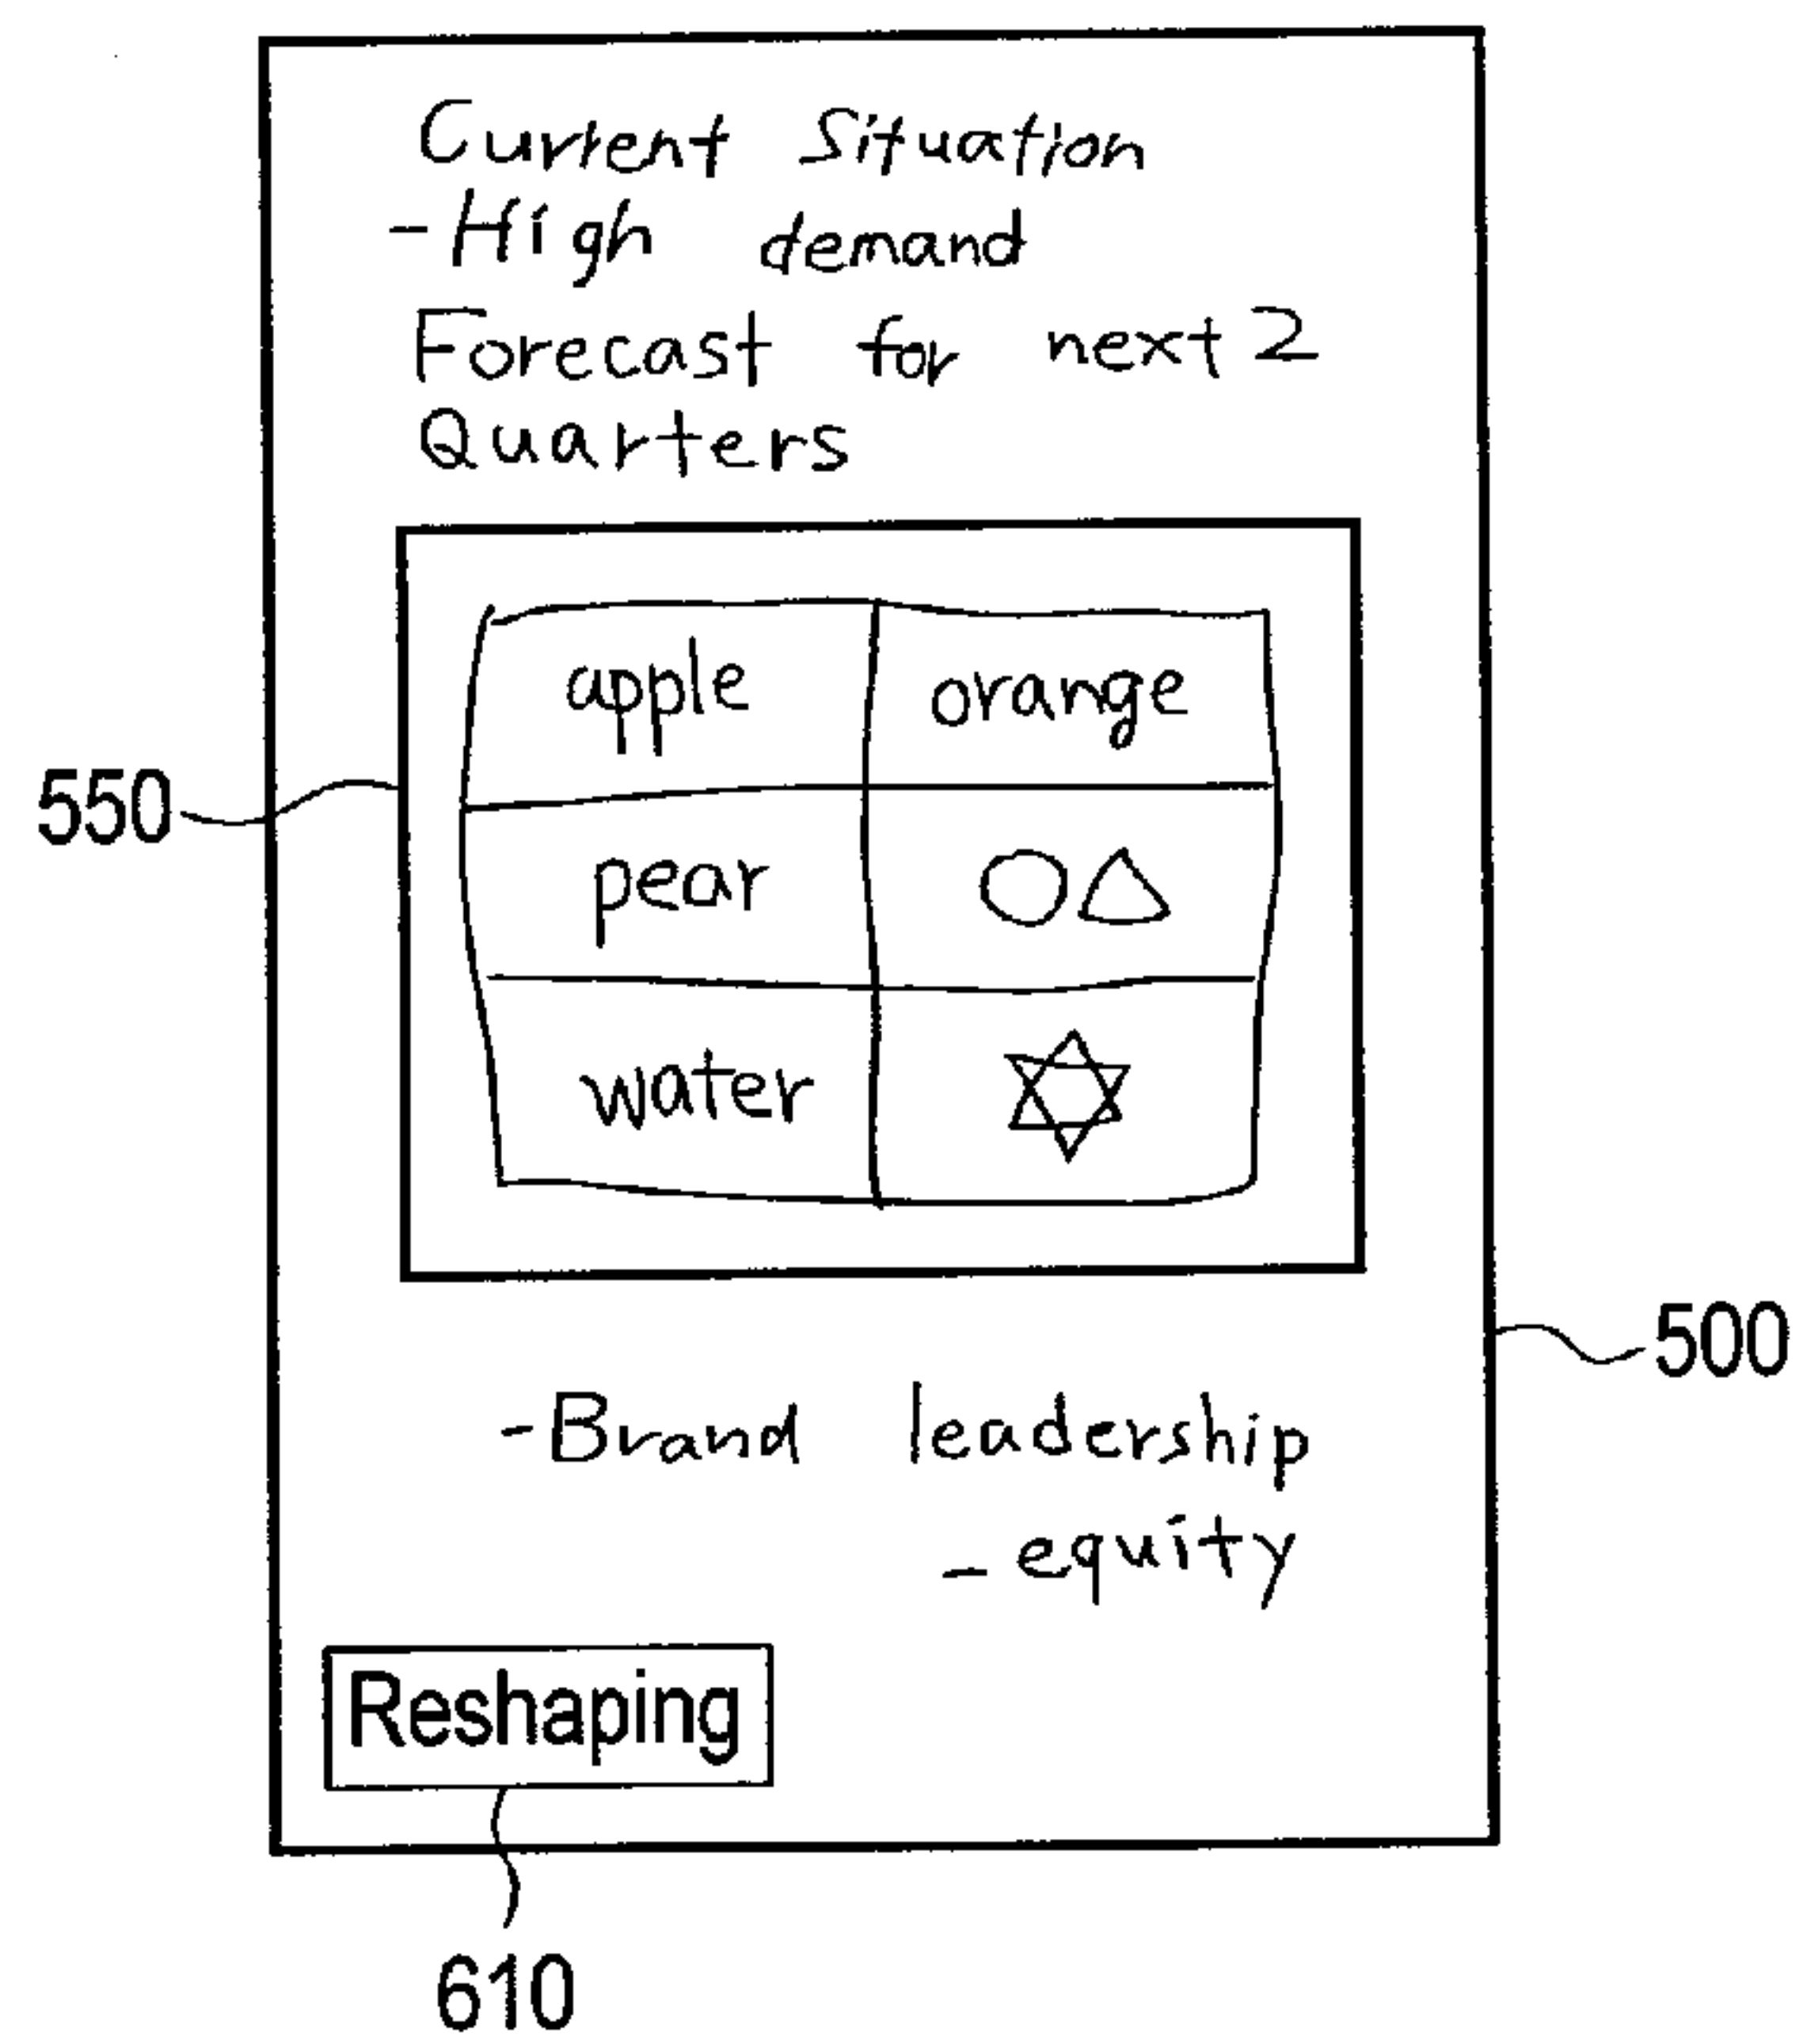 Current Situation
- High demand
Forecast for next 2
Quarters
apple orange
550
pear
water
500
- Brand leadership
- equity
Reshaping
610